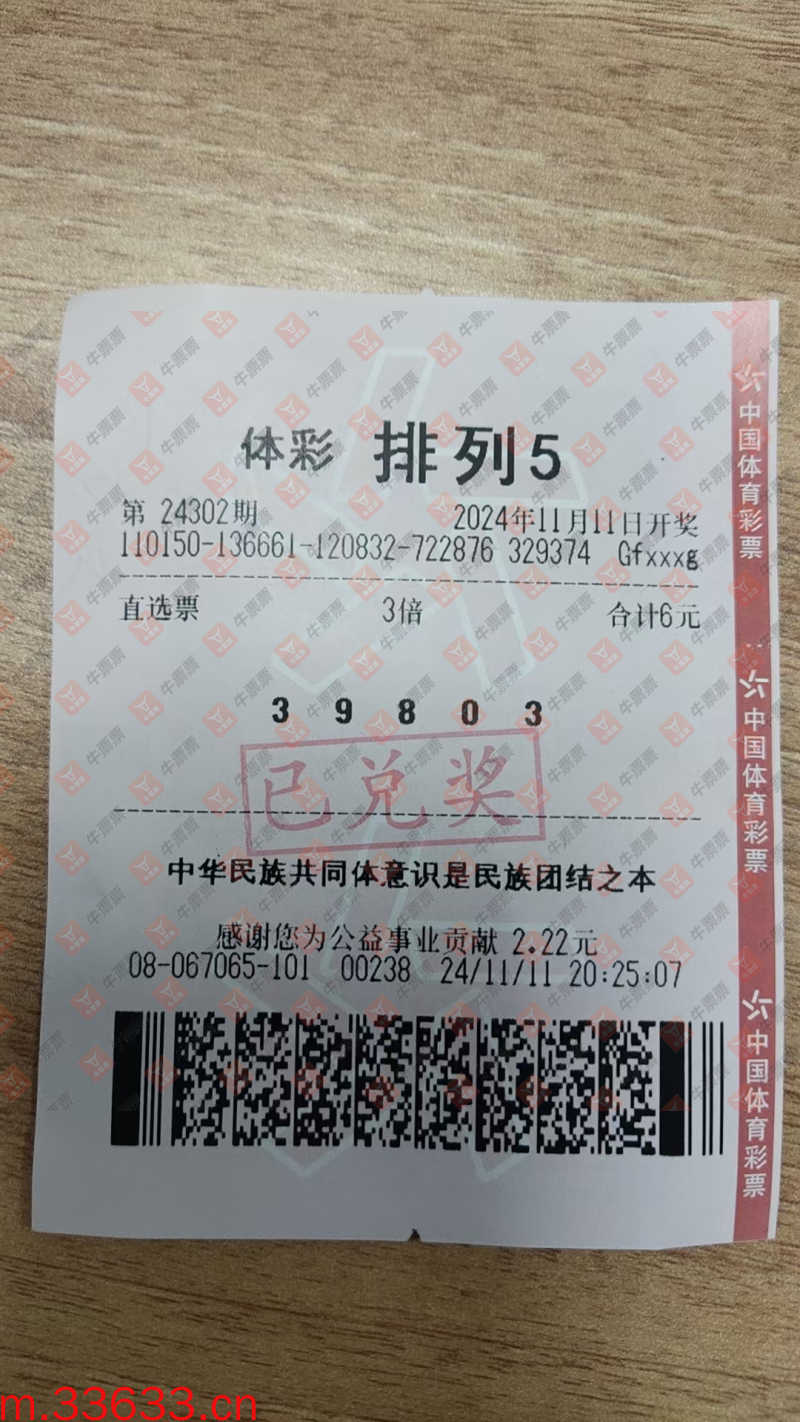 体彩 排列5
第 24302期 2024年11月11日开奖
110150-136661-120832-722876 329374 Gfxxxg
直选票 3倍 合计6元
3 9 8 0 3
已兑奖
中华民族共同体意识是民族团结之本
感谢您为公益事业贡献 2.22元
08-067065-101 00238 24/11/11 20:25:07
中国体育彩票
中国体育彩票
中国体育彩票
牛票票
m.33633.cn